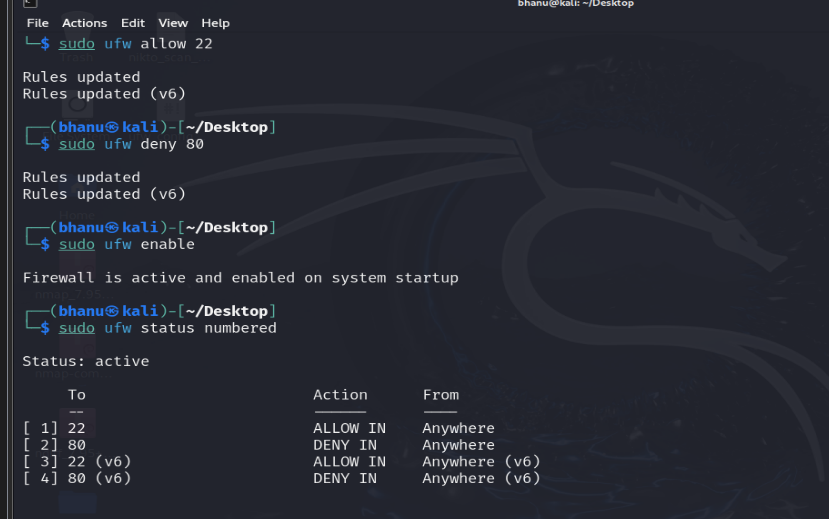 bhanu@kali: ~/Desktop
File Actions Edit View Help
└─$ sudo ufw allow 22
Rules updated
Rules updated (v6)
┌──(bhanu㉿kali)-[~/Desktop]
└─$ sudo ufw deny 80
Rules updated
Rules updated (v6)
┌──(bhanu㉿kali)-[~/Desktop]
└─$ sudo ufw enable
Firewall is active and enabled on system startup
┌──(bhanu㉿kali)-[~/Desktop]
└─$ sudo ufw status numbered
Status: active
To Action From
-- ------ ----
[ 1] 22 ALLOW IN Anywhere
[ 2] 80 DENY IN Anywhere
[ 3] 22 (v6) ALLOW IN Anywhere (v6)
[ 4] 80 (v6) DENY IN Anywhere (v6)
Trash
Home